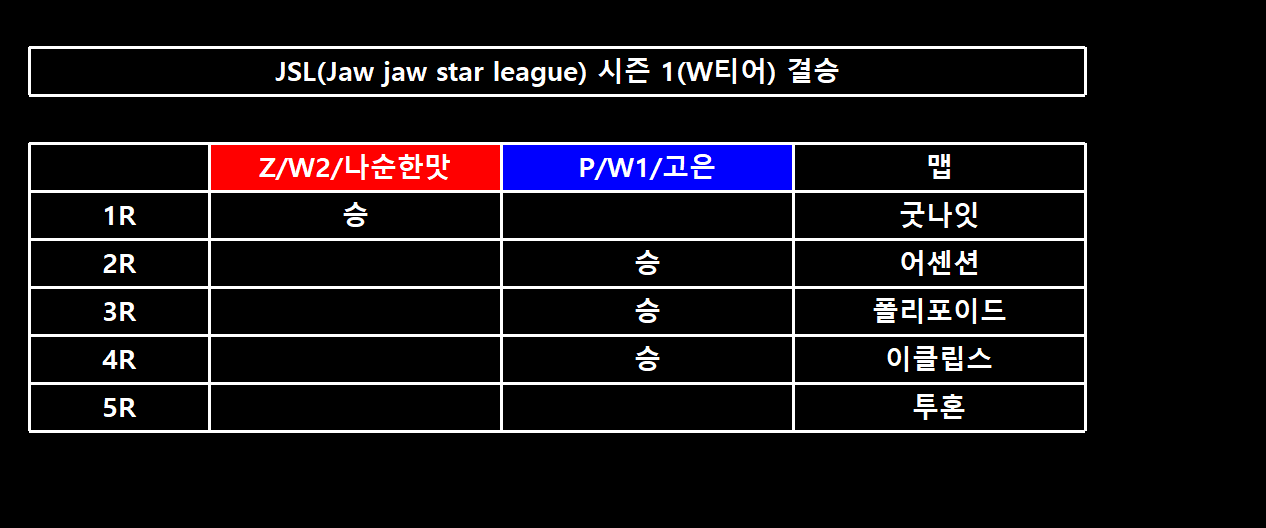 JSL(Jaw jaw star league) 시즌 1(W티어) 결승
Z/W2/나순한맛 P/W1/고은 맵
1R 승 굿나잇
2R 승 어센션
3R 승 폴리포이드
4R 승 이클립스
5R 투혼